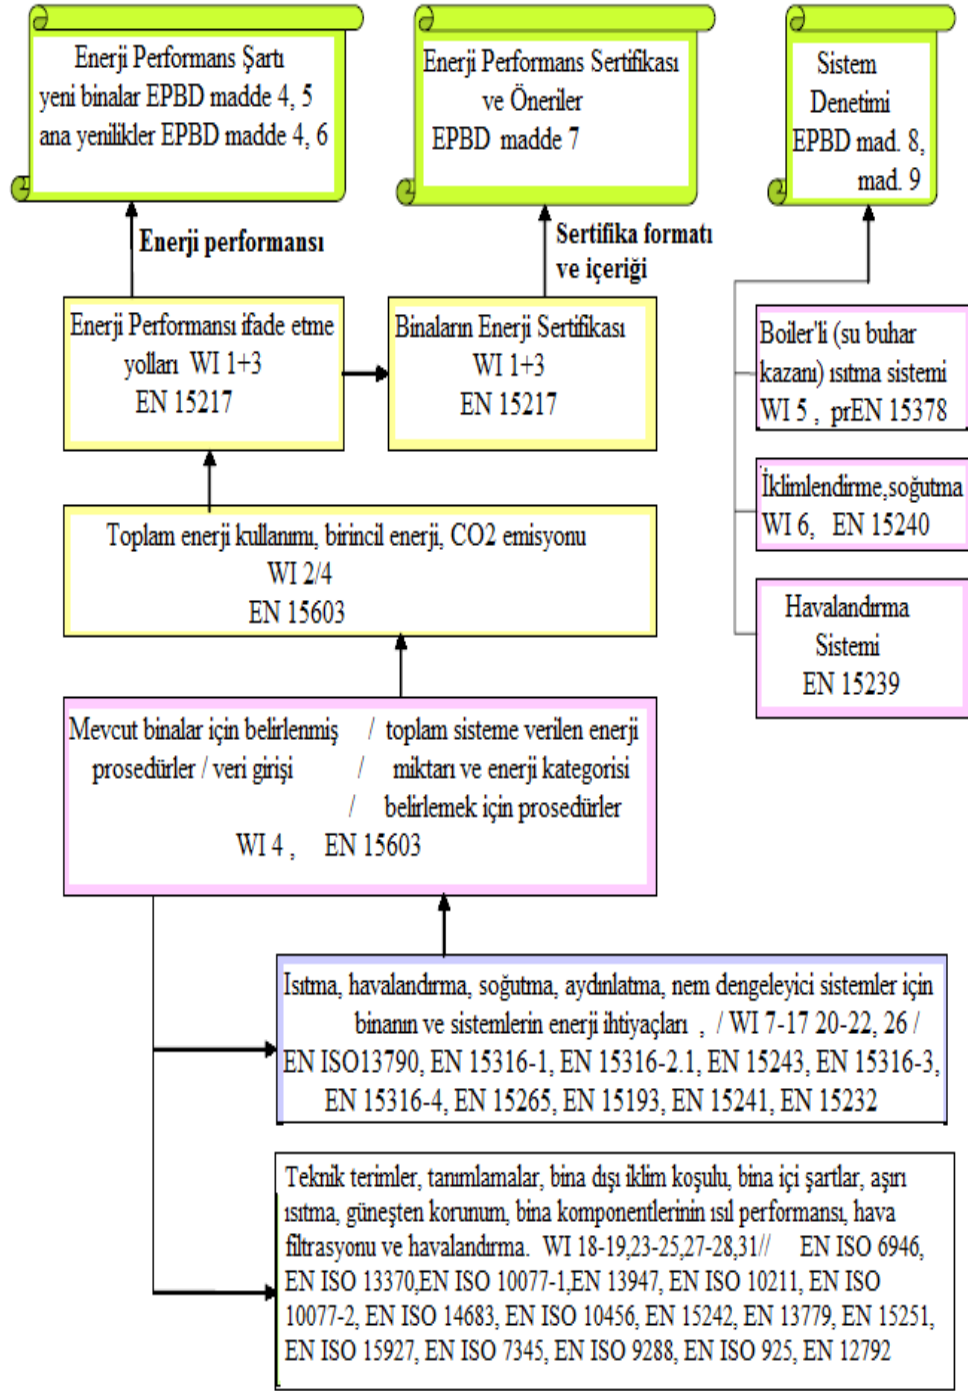 Enerji Performans Şartı
yeni binalar EPBD madde 4, 5
ana yenilikler EPBD madde 4, 6
Enerji Performans Sertifikası
ve Öneriler
EPBD madde 7
Sistem
Denetimi
EPBD mad. 8,
mad. 9
Enerji performansı
Sertifika formatı
ve içeriği
Enerji Performansı ifade etme
yolları WI 1+3
EN 15217
Binaların Enerji Sertifikası
WI 1+3
EN 15217
Boiler'li (su buhar
kazanı) ısıtma sistemi
WI 5 , prEN 15378
İklimlendirme,soğutma
WI 6, EN 15240
Havalandırma
Sistemi
EN 15239
Toplam enerji kullanımı, birincil enerji, CO2 emisyonu
WI 2/4
EN 15603
Mevcut binalar için belirlenmiş / toplam sisteme verilen enerji
prosedürler / veri girişi / miktarı ve enerji kategorisi
/ belirlemek için prosedürler
WI 4 , EN 15603
Isıtma, havalandırma, soğutma, aydınlatma, nem dengeleyici sistemler için
binanın ve sistemlerin enerji ihtiyaçları , / WI 7-17 20-22, 26 /
EN ISO13790, EN 15316-1, EN 15316-2.1, EN 15243, EN 15316-3,
EN 15316-4, EN 15265, EN 15193, EN 15241, EN 15232
Teknik terimler, tanımlamalar, bina dışı iklim koşulu, bina içi şartlar, aşırı
ısıtma, güneşten korunum, bina komponentlerinin ısıl performansı, hava
filtrasyonu ve havalandırma. WI 18-19,23-25,27-28,31// EN ISO 6946,
EN ISO 13370,EN ISO 10077-1,EN 13947, EN ISO 10211, EN ISO
10077-2, EN ISO 14683, EN ISO 10456, EN 15242, EN 13779, EN 15251,
EN ISO 15927, EN ISO 7345, EN ISO 9288, EN ISO 925, EN 12792